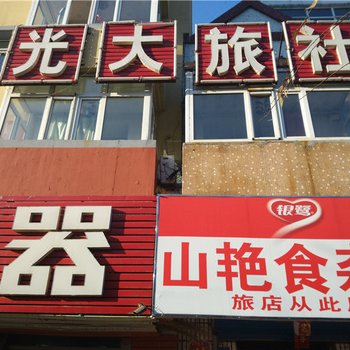 光大旅社
器
银鹭
山艳食杂
旅店从此